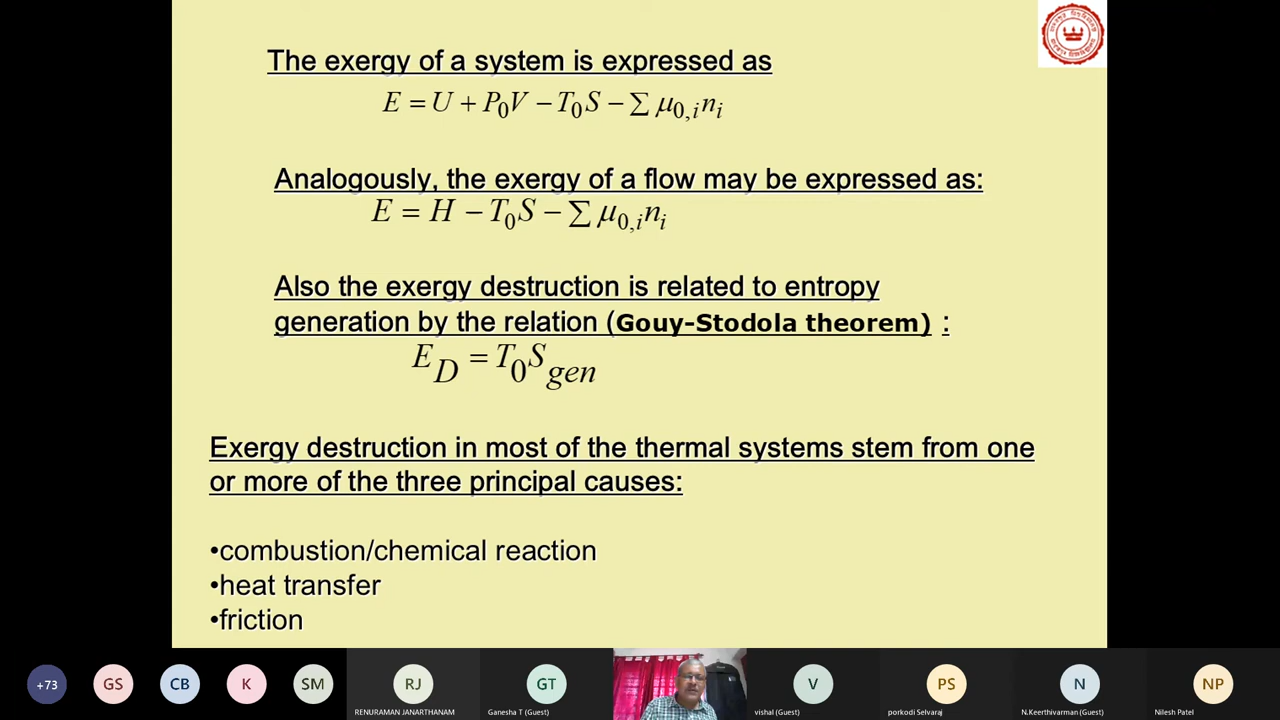 The exergy of a system is expressed as
E = U + P₀V − T₀S − ∑ μ₀,ᵢnᵢ
Analogously, the exergy of a flow may be expressed as:
E = H − T₀S − ∑ μ₀,ᵢnᵢ
Also the exergy destruction is related to entropy
generation by the relation (Gouy-Stodola theorem) :
E_D = T₀S_gen
Exergy destruction in most of the thermal systems stem from one
or more of the three principal causes:
•combustion/chemical reaction
•heat transfer
•friction
+73 GS CB K SM RJ GT V PS N NP
RENURAMAN JANARTHANAM Ganesha T (Guest) vishal (Guest) porkodi Selvaraj N.Keerthivarman (Guest) Nilesh Patel